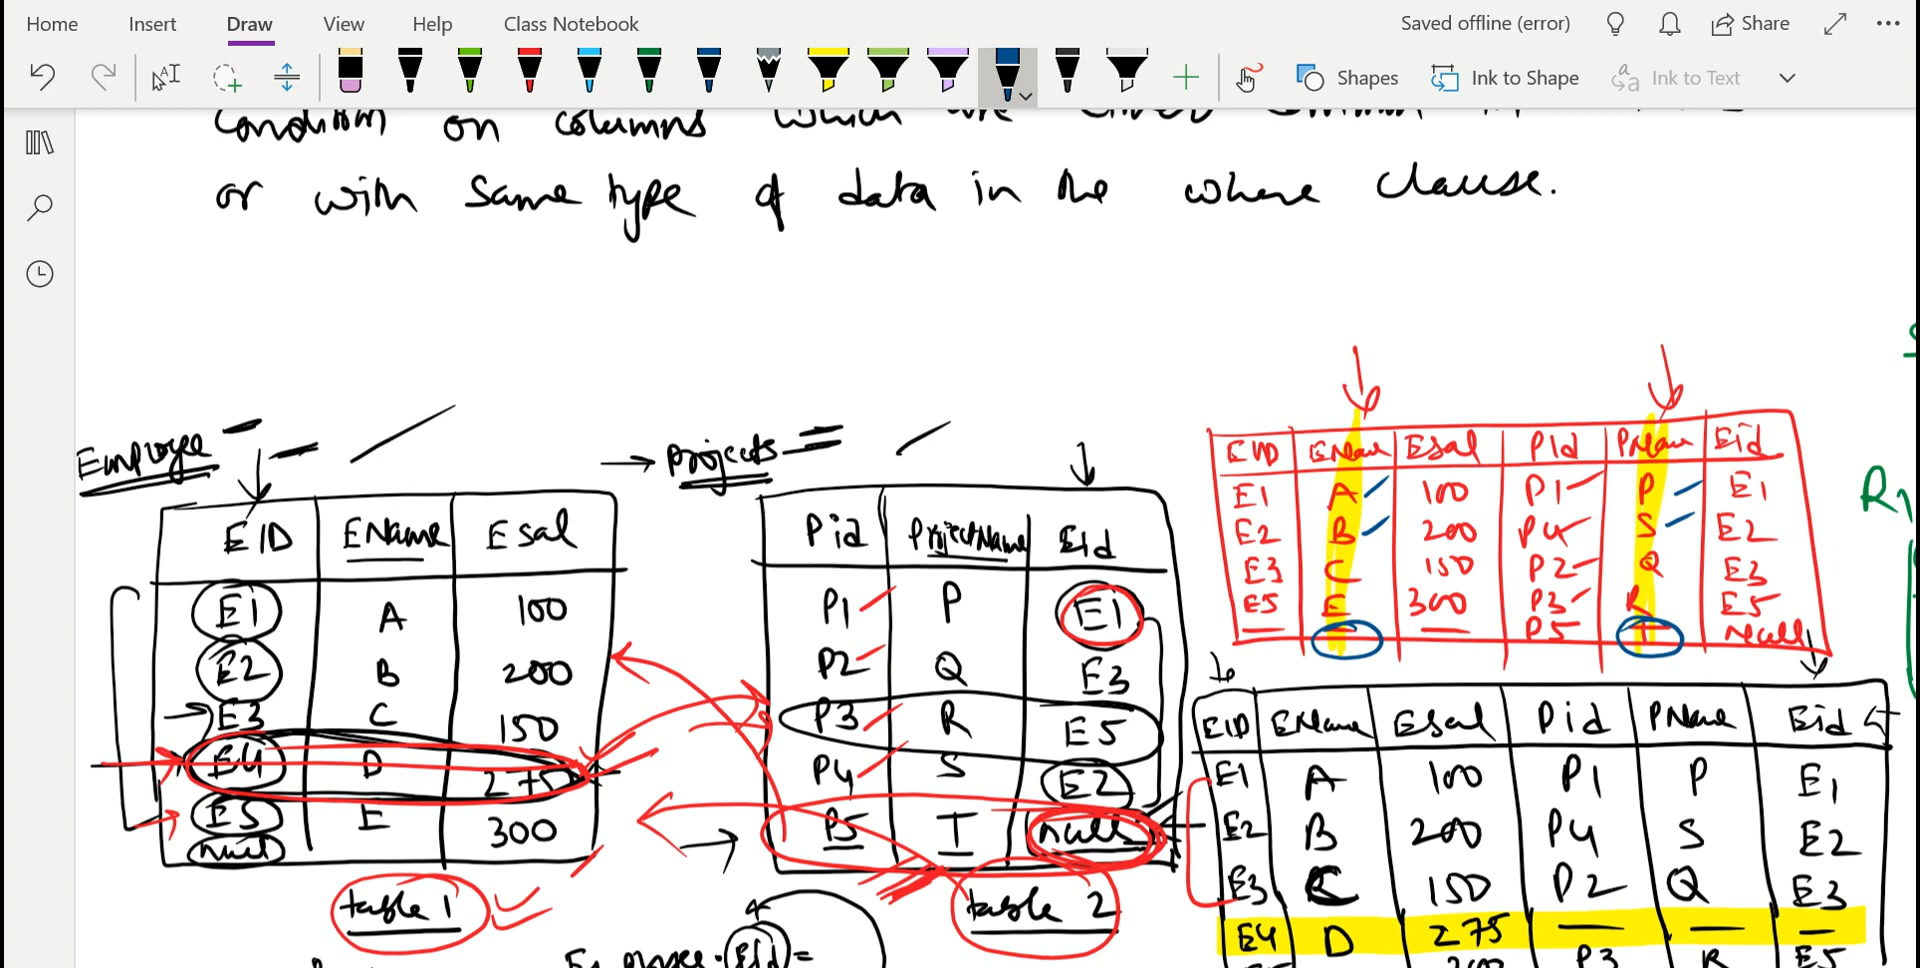 Home Insert Draw View Help Class Notebook Saved offline (error) Share
Shapes Ink to Shape Ink to Text
Condition on columns which are
or with same type of data in the where clause.
Employee
EID EName Esal
E1 A 100
E2 B 200
E3 C 150
E4 D 275
E5 E 300
null
table 1
Projects
Pid ProjectName Eid
P1 P E1
P2 Q E3
P3 R E5
P4 S E2
P5 T null
table 2
EID EName Esal PId PName Eid
E1 A 100 P1 P E1
E2 B 200 P4 S E2
E3 C 150 P2 Q E3
E5 E 300 P3 R E5
— — P5 T null
EID EName Esal Pid PName Eid
E1 A 100 P1 P E1
E2 B 200 P4 S E2
E3 C 150 P2 Q E3
E4 D 275 — — —
P3 R E5